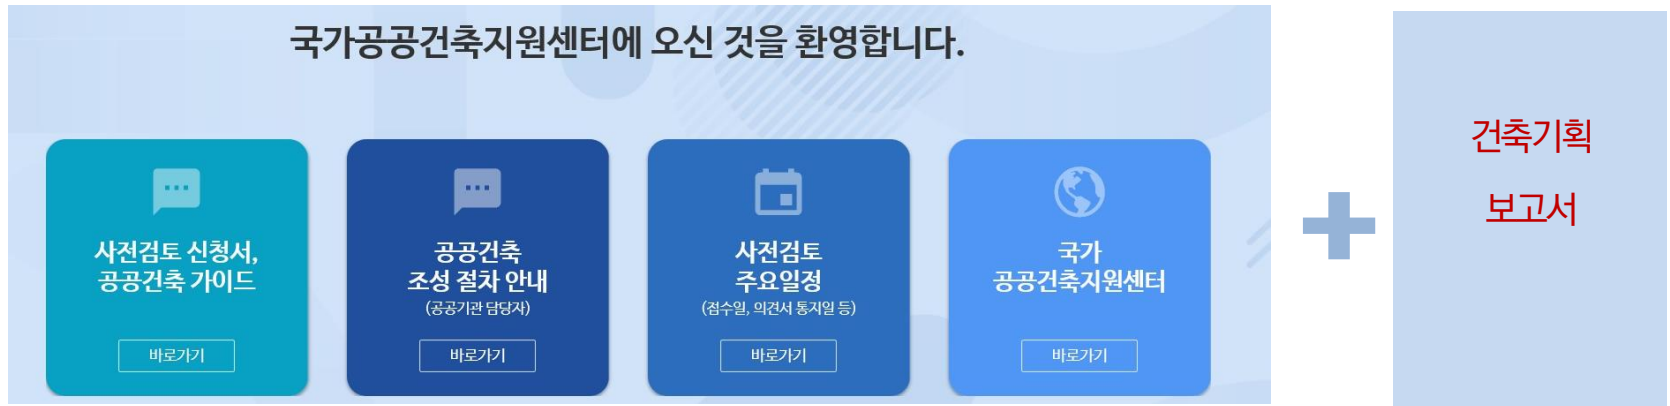 국가공공건축지원센터에 오신 것을 환영합니다.
사전검토 신청서,
공공건축 가이드
바로가기
공공건축
조성 절차 안내
(공공기관 담당자)
바로가기
사전검토
주요일정
(접수일, 의견서 통지일 등)
바로가기
국가
공공건축지원센터
바로가기
건축기획
보고서